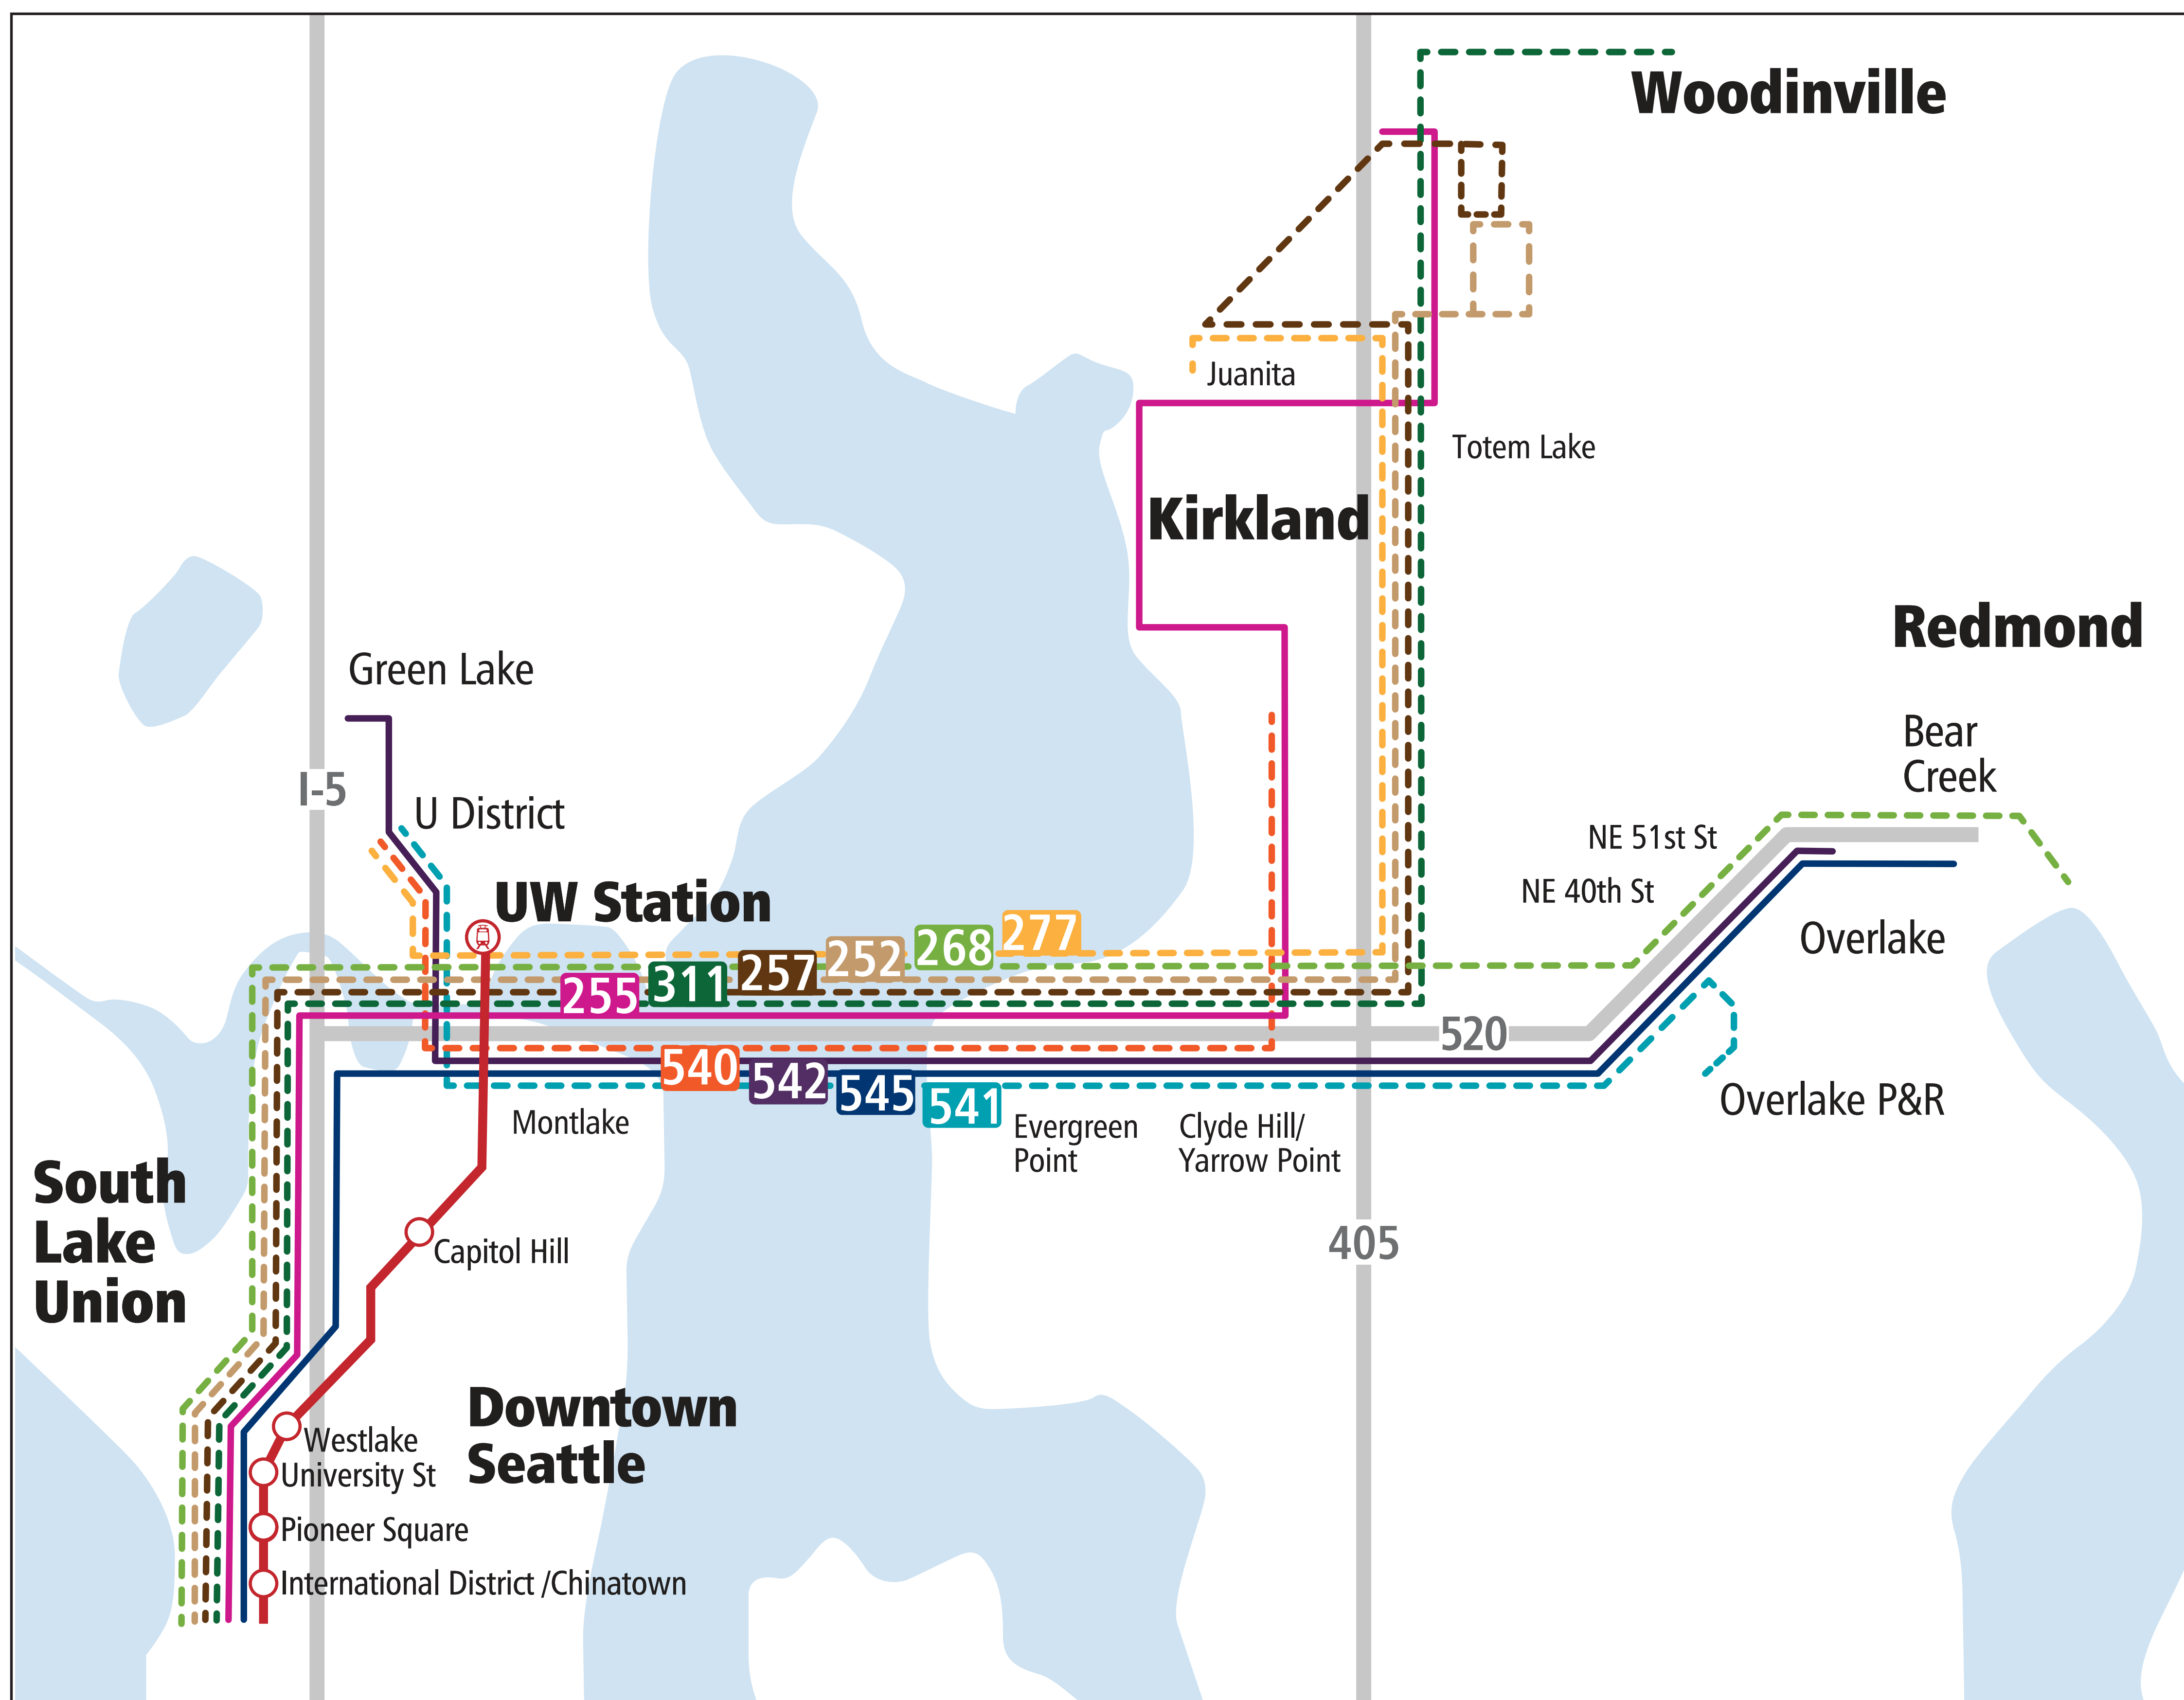 Woodinville
Juanita
Totem Lake
Kirkland
Redmond
Green Lake
Bear
Creek
I-5
U District
NE 51st St
NE 40th St
UW Station
277
268
252
257
311
255
Overlake
520
540
542
545
541
Overlake P&R
Montlake
Evergreen
Point
Clyde Hill/
Yarrow Point
South
Lake
Union
405
Capitol Hill
Downtown
Seattle
Westlake
University St
Pioneer Square
International District /Chinatown